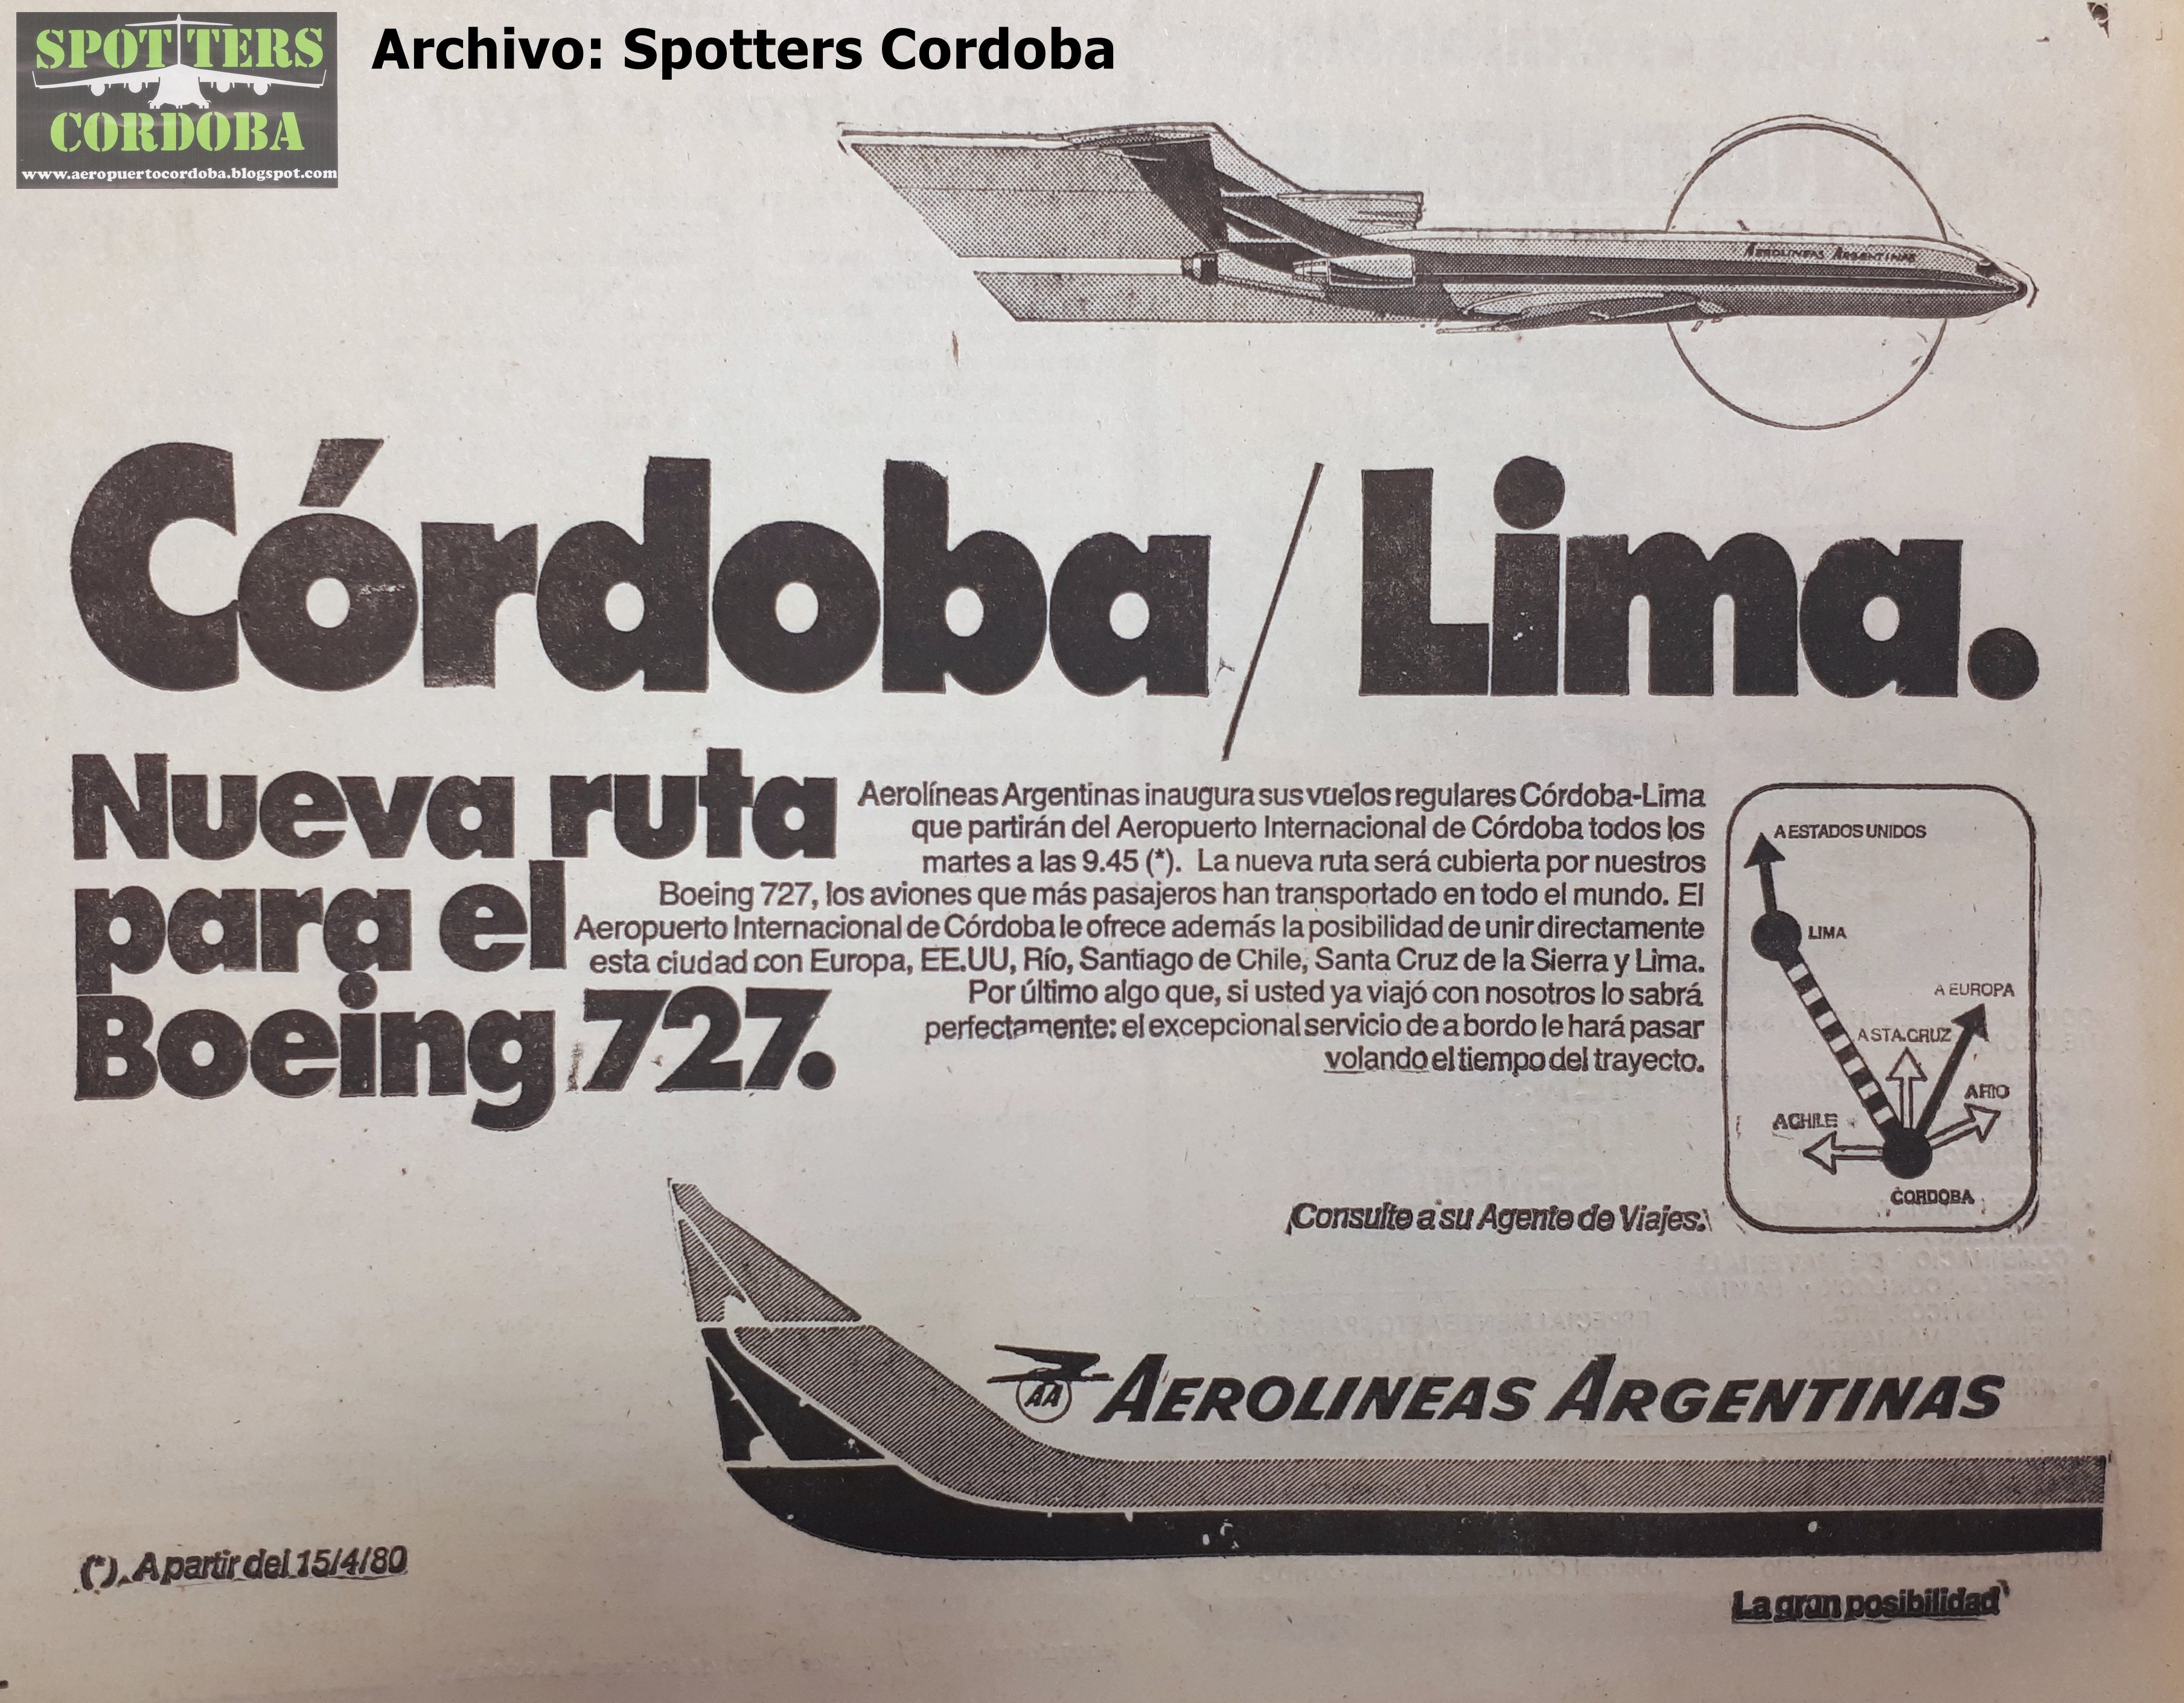 SPOTTERS
CORDOBA
www.aeropuertocordoba.blogspot.com
Archivo: Spotters Cordoba
AEROLINEAS ARGENTINAS
Córdoba/Lima.
Nueva ruta
para el
Boeing 727.
Aerolíneas Argentinas inaugura sus vuelos regulares Córdoba-Lima
que partirán del Aeropuerto Internacional de Córdoba todos los
martes a las 9.45 (*). La nueva ruta será cubierta por nuestros
Boeing 727, los aviones que más pasajeros han transportado en todo el mundo. El
Aeropuerto Internacional de Córdoba le ofrece además la posibilidad de unir directamente
esta ciudad con Europa, EE.UU, Río, Santiago de Chile, Santa Cruz de la Sierra y Lima.
Por último algo que, si usted ya viajó con nosotros lo sabrá
perfectamente: el excepcional servicio de a bordo le hará pasar
volando el tiempo del trayecto.
A ESTADOS UNIDOS
LIMA
A EUROPA
A STA. CRUZ
A RIO
A CHILE
CORDOBA
Consulte a su Agente de Viajes.
AA AEROLINEAS ARGENTINAS
(*). A partir del 15/4/80
La gran posibilidad